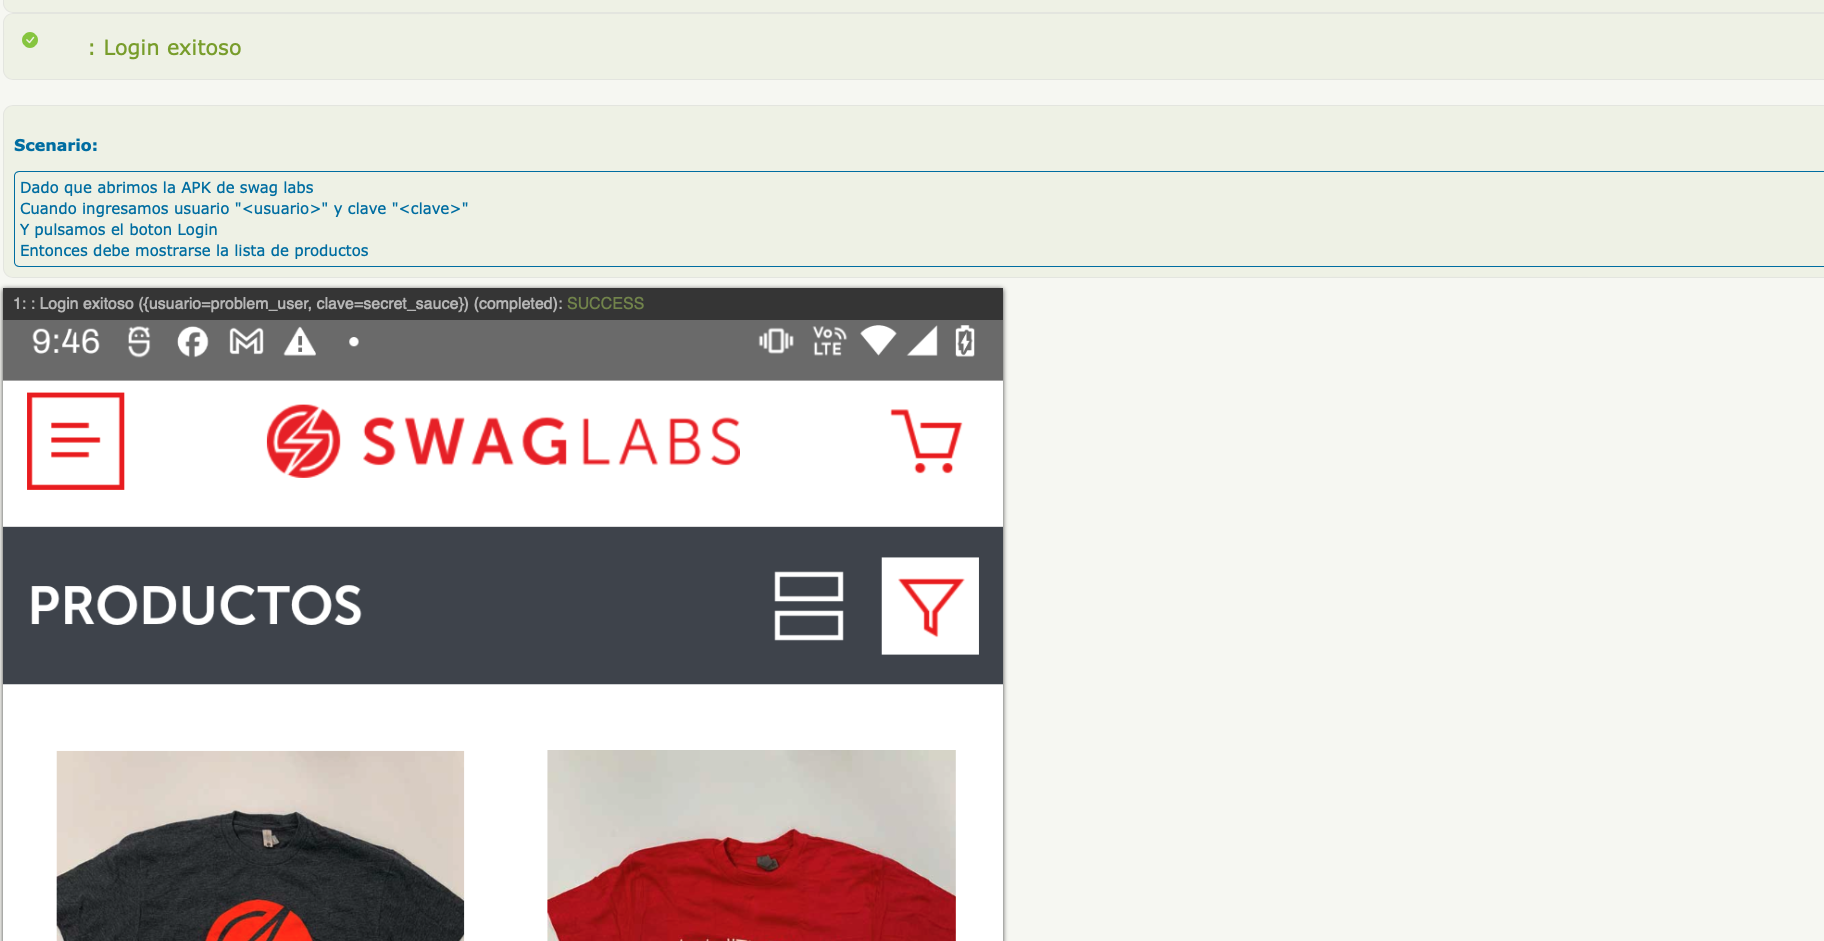 : Login exitoso
Scenario:
Dado que abrimos la APK de swag labs
Cuando ingresamos usuario "<usuario>" y clave "<clave>"
Y pulsamos el boton Login
Entonces debe mostrarse la lista de productos
1: : Login exitoso ({usuario=problem_user, clave=secret_sauce}) (completed): SUCCESS
9:46
Vo LTE
SWAGLABS
PRODUCTOS